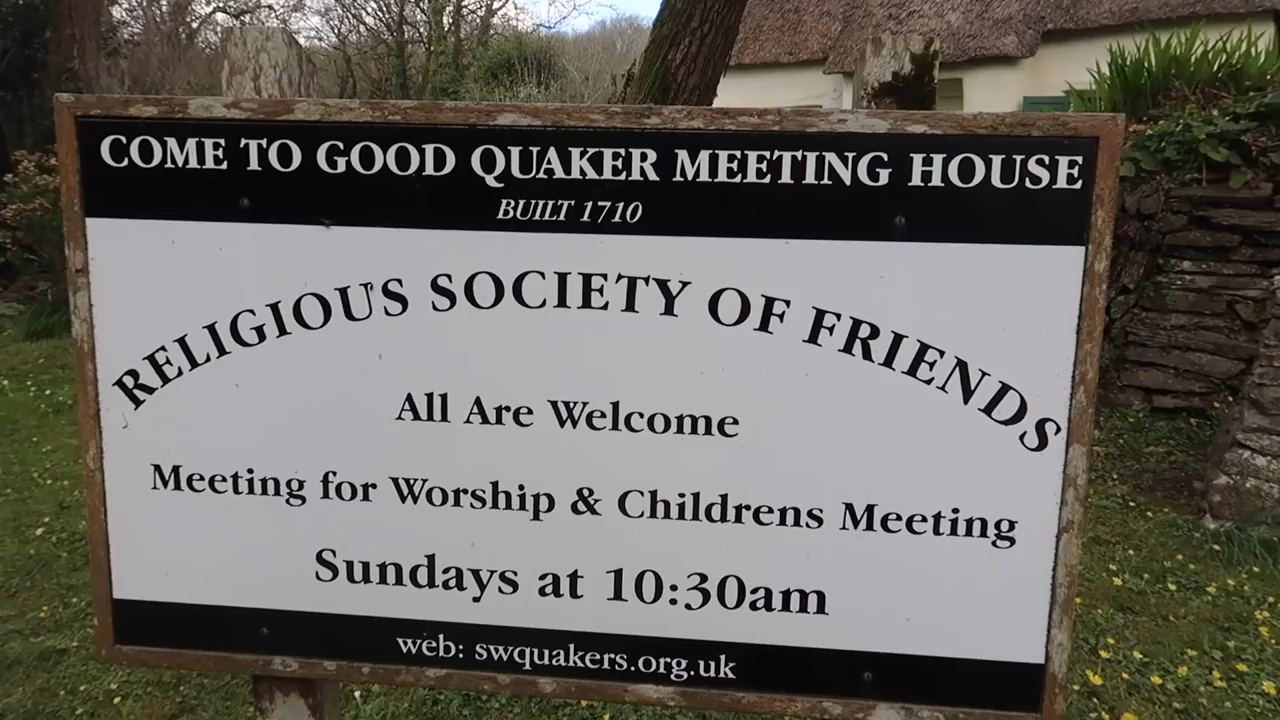 COME TO GOOD QUAKER MEETING HOUSE
BUILT 1710
RELIGIOUS SOCIETY OF FRIENDS
All Are Welcome
Meeting for Worship & Childrens Meeting
Sundays at 10:30am
web: swquakers.org.uk